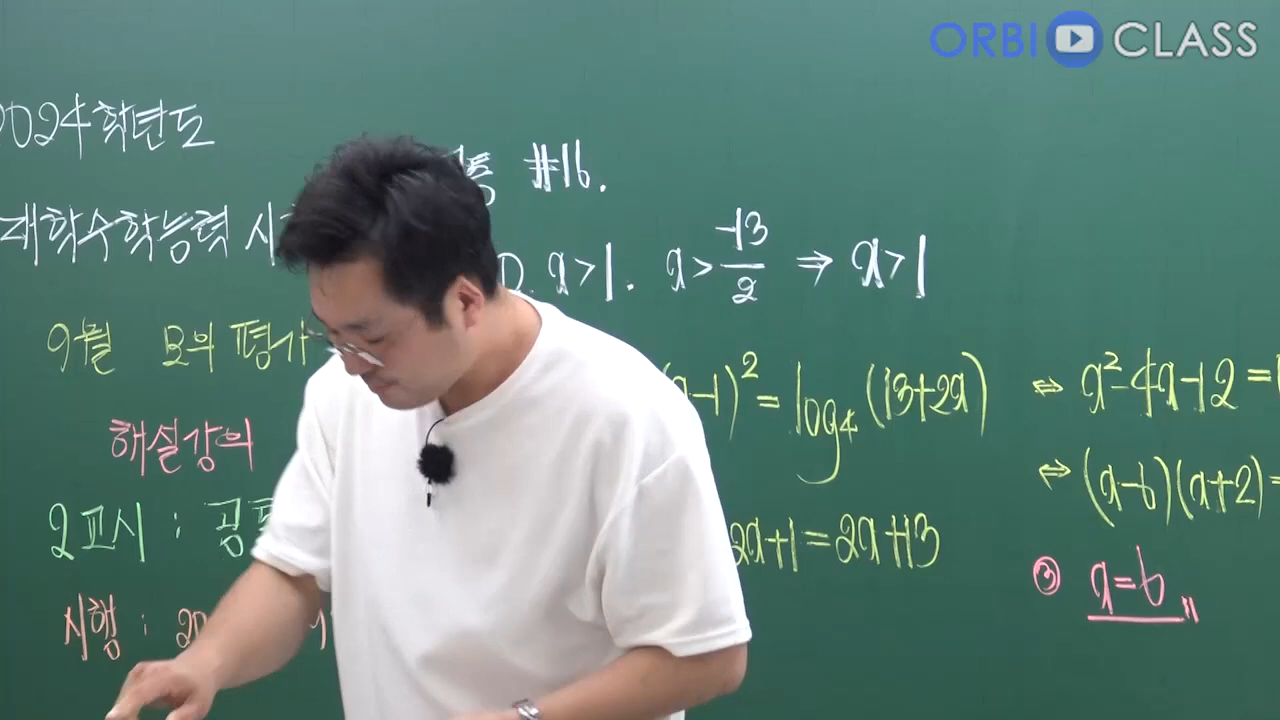 ORBI CLASS
2024학년도
대학수학능력 시
9월 모의 평가
해설강의
2교시 : 공통
시행 : 20
통 #16.
x>1. x>-13/2 ⇒ x>1
(x-1)²=log₄(13+2x)
2x+1=2x+13
⇔ x²-4x-12=
⇔ (x-6)(x+2)=
③ x=6